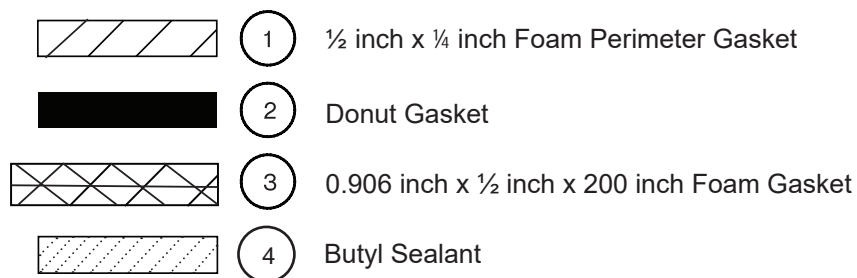 1 ½ inch x ¼ inch Foam Perimeter Gasket
2 Donut Gasket
3 0.906 inch x ½ inch x 200 inch Foam Gasket
4 Butyl Sealant